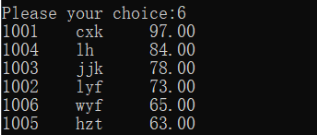 Please your choice:6
1001 cxk 97.00
1004 lh 84.00
1003 jjk 78.00
1002 lyf 73.00
1006 wyf 65.00
1005 hzt 63.00